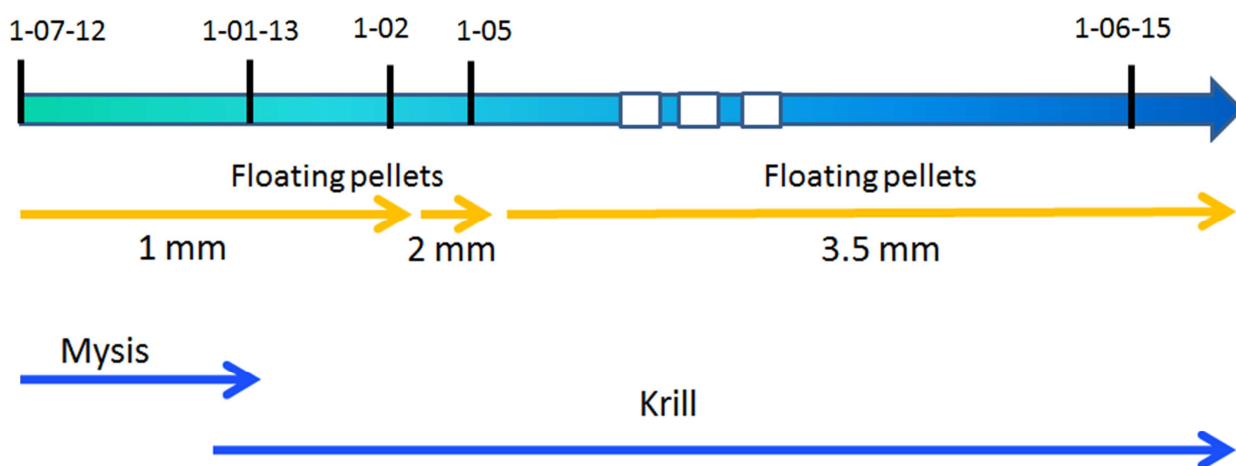 1-07-12 1-01-13 1-02 1-05 1-06-15
Floating pellets Floating pellets
1 mm 2 mm 3.5 mm
Mysis
Krill